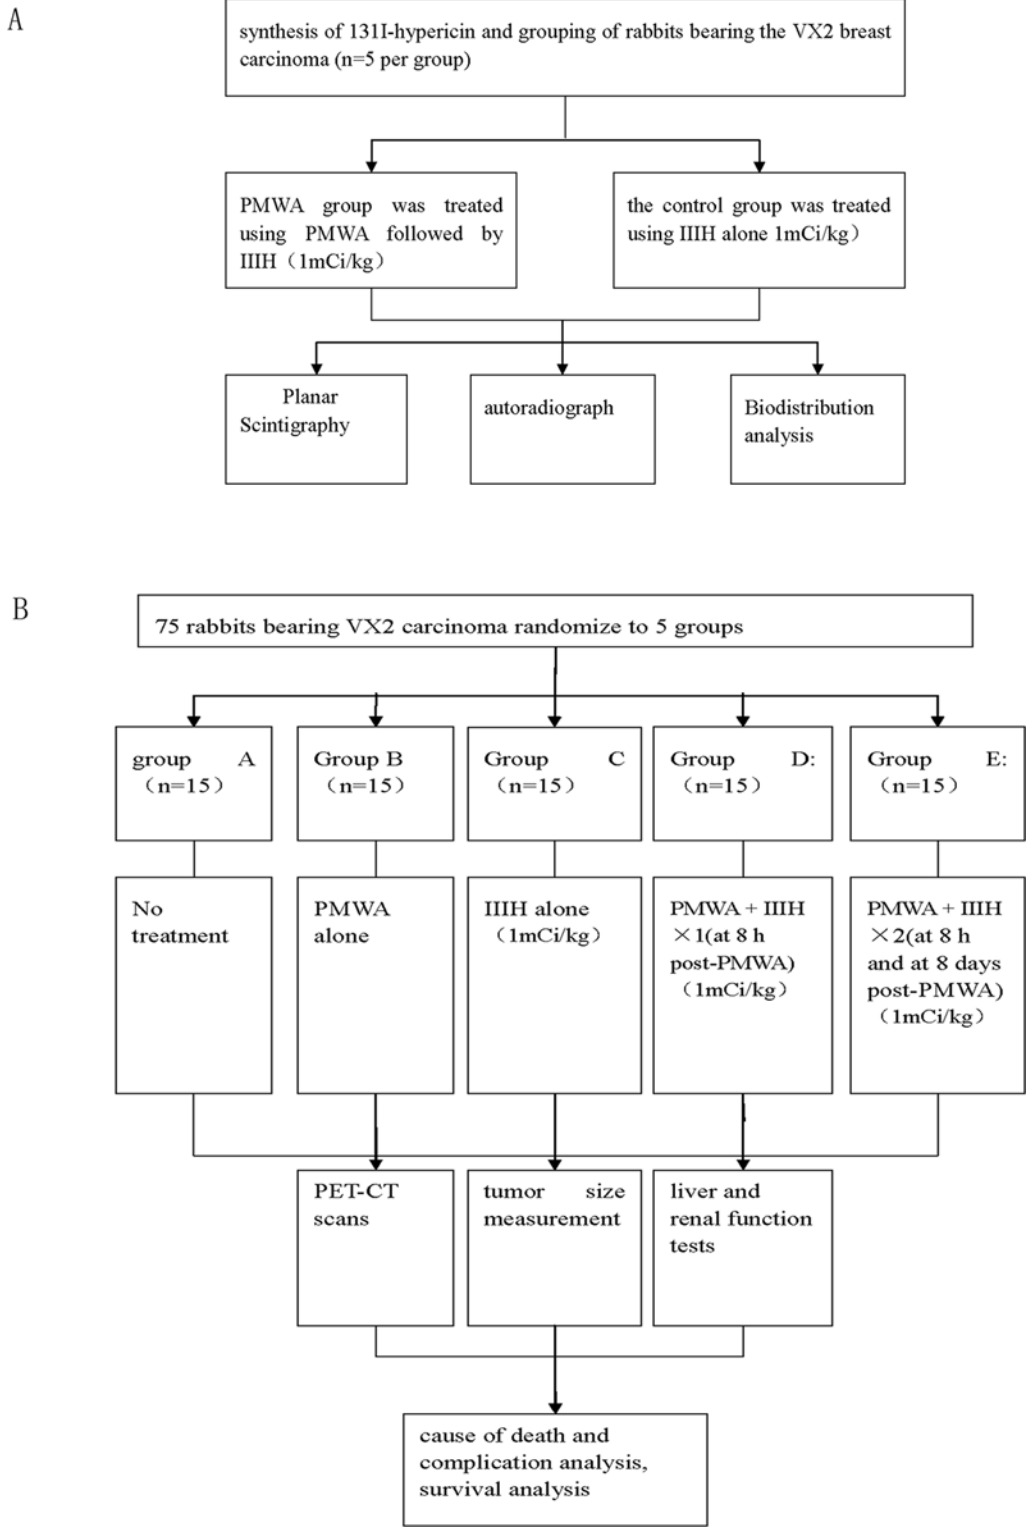 A
synthesis of 131I-hypericin and grouping of rabbits bearing the VX2 breast
carcinoma (n=5 per group)
PMWA group was treated
using PMWA followed by
IIIH（1mCi/kg）
the control group was treated
using IIIH alone 1mCi/kg）
Planar
Scintigraphy
autoradiograph
Biodistribution
analysis
B
75 rabbits bearing VX2 carcinoma randomize to 5 groups
group A
（n=15）
Group B
（n=15）
Group C
（n=15）
Group D:
（n=15）
Group E:
（n=15）
No
treatment
PMWA
alone
IIIH alone
（1mCi/kg）
PMWA + IIIH
×1(at 8 h
post-PMWA)
（1mCi/kg）
PMWA + IIIH
×2(at 8 h
and at 8 days
post-PMWA)
（1mCi/kg）
PET-CT
scans
tumor size
measurement
liver and
renal function
tests
cause of death and
complication analysis,
survival analysis